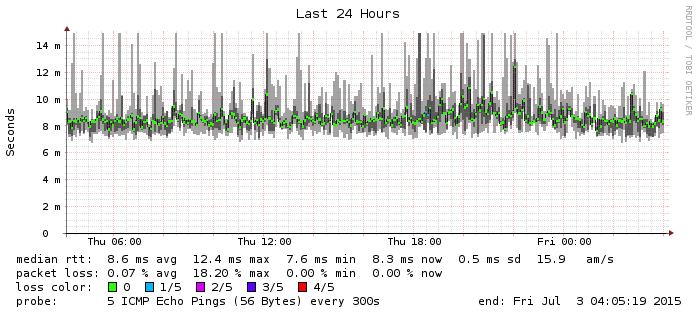 Last 24 Hours
RRDTOOL / TOBI OETIKER
Seconds
14 m
12 m
10 m
8 m
6 m
4 m
2 m
0
Thu 06:00 Thu 12:00 Thu 18:00 Fri 00:00
median rtt: 8.6 ms avg 12.4 ms max 7.6 ms min 8.3 ms now 0.5 ms sd 15.9 am/s
packet loss: 0.07 % avg 18.20 % max 0.00 % min 0.00 % now
loss color: 0 1/5 2/5 3/5 4/5
probe: 5 ICMP Echo Pings (56 Bytes) every 300s end: Fri Jul 3 04:05:19 2015